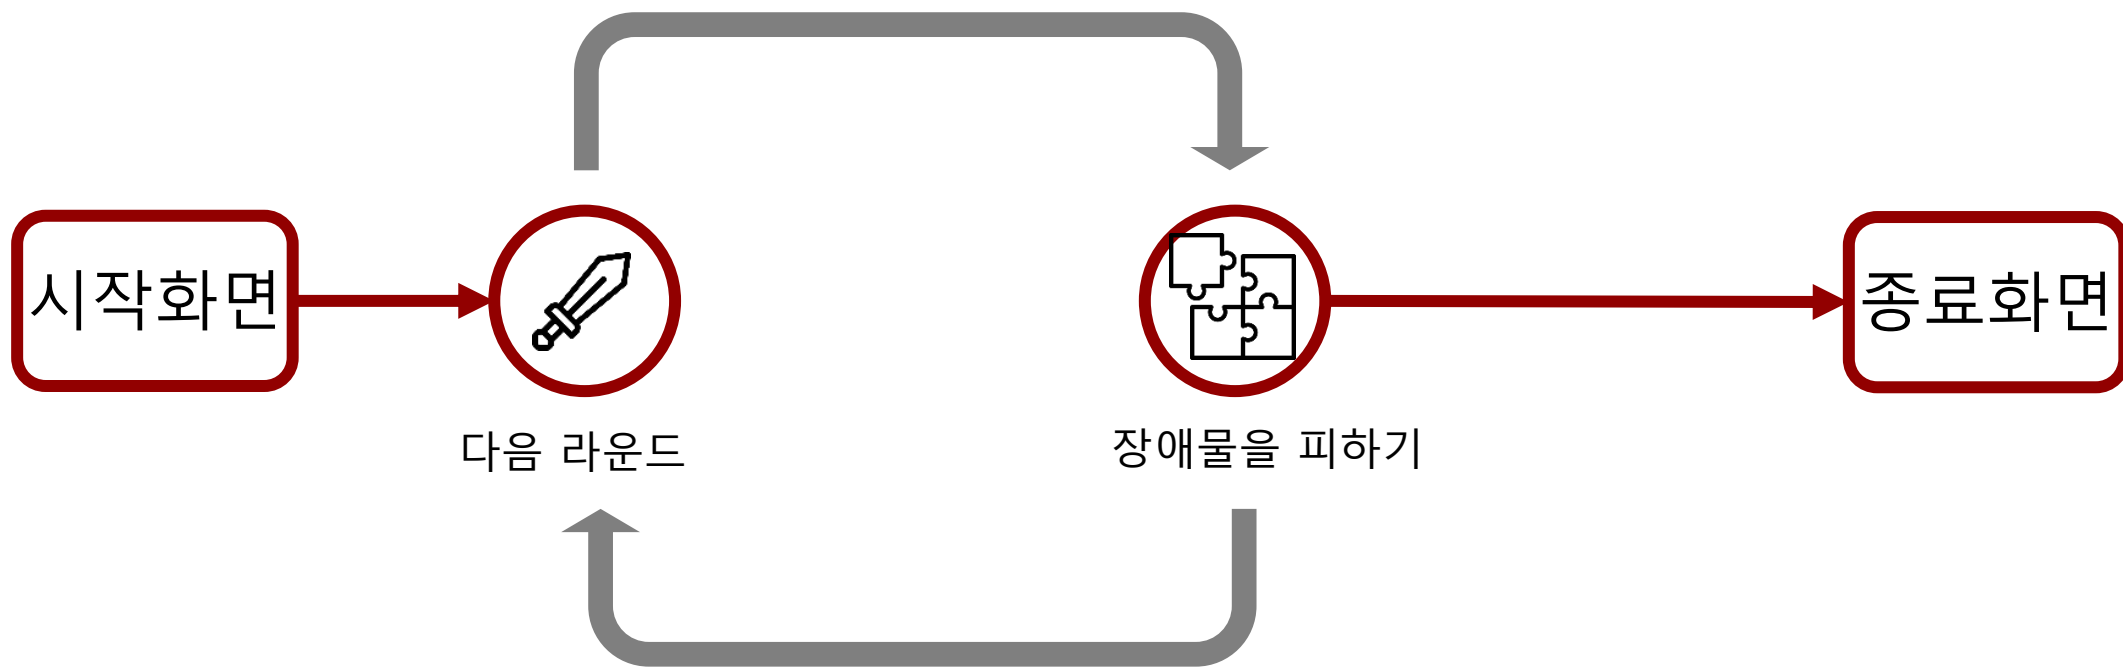 시작화면
종료화면
다음 라운드
장애물을 피하기